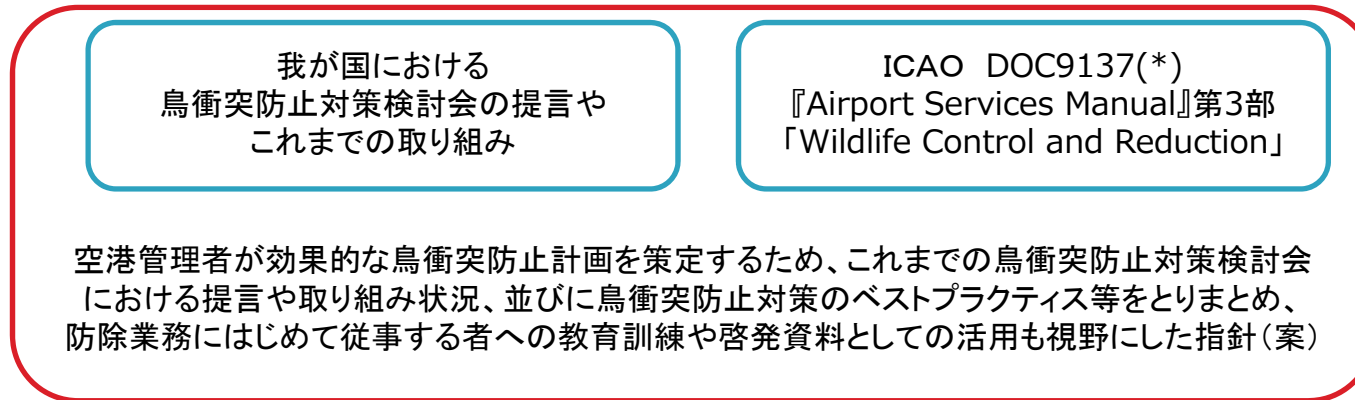 我が国における
鳥衝突防止対策検討会の提言や
これまでの取り組み
ICAO DOC9137(*)
『Airport Services Manual』第3部
「Wildlife Control and Reduction」
空港管理者が効果的な鳥衝突防止計画を策定するため、これまでの鳥衝突防止対策検討会
における提言や取り組み状況、並びに鳥衝突防止対策のベストプラクティス等をとりまとめ、
防除業務にはじめて従事する者への教育訓練や啓発資料としての活用も視野にした指針(案)